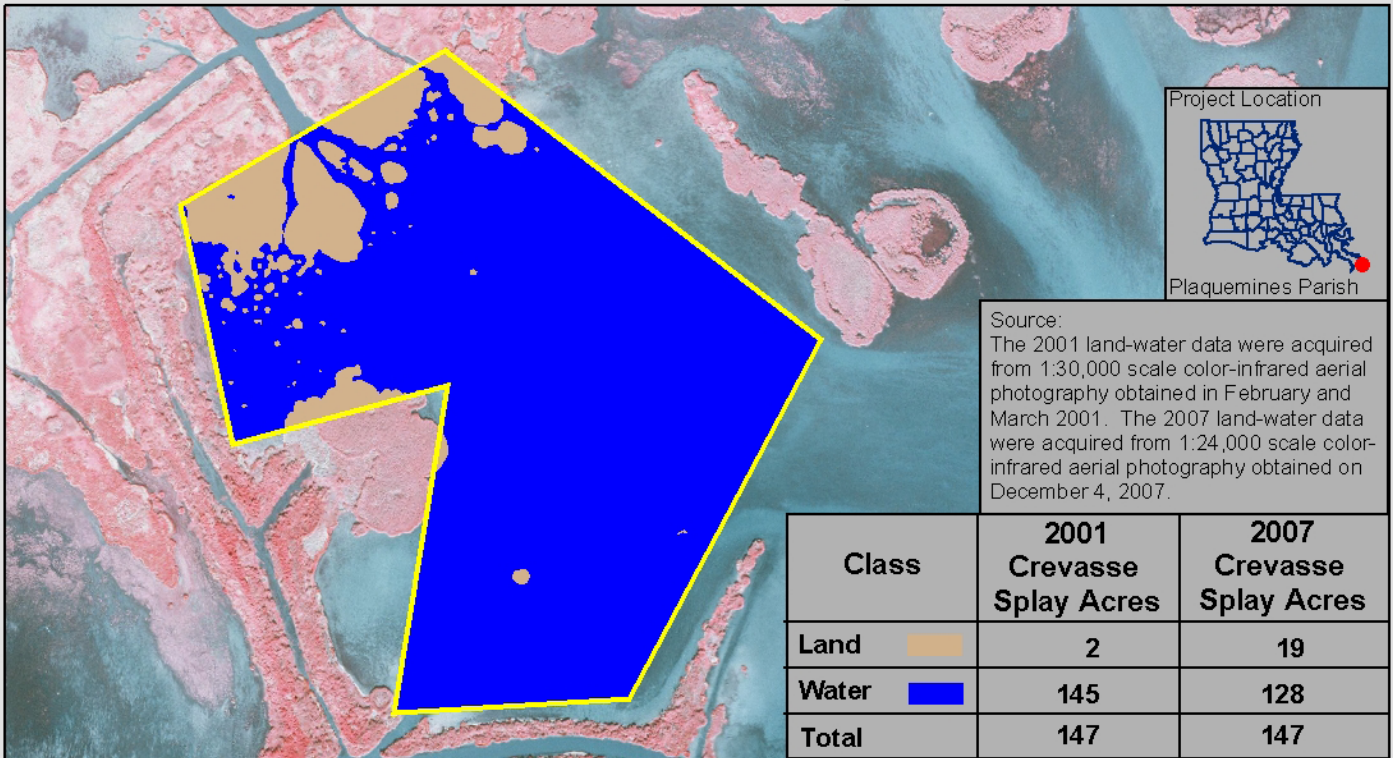 Project Location
Plaquemines Parish
Source:
The 2001 land-water data were acquired
from 1:30,000 scale color-infrared aerial
photography obtained in February and
March 2001. The 2007 land-water data
were acquired from 1:24,000 scale color-
infrared aerial photography obtained on
December 4, 2007.
Class
2001
Crevasse
Splay Acres
2007
Crevasse
Splay Acres
Land 2 19
Water 145 128
Total 147 147